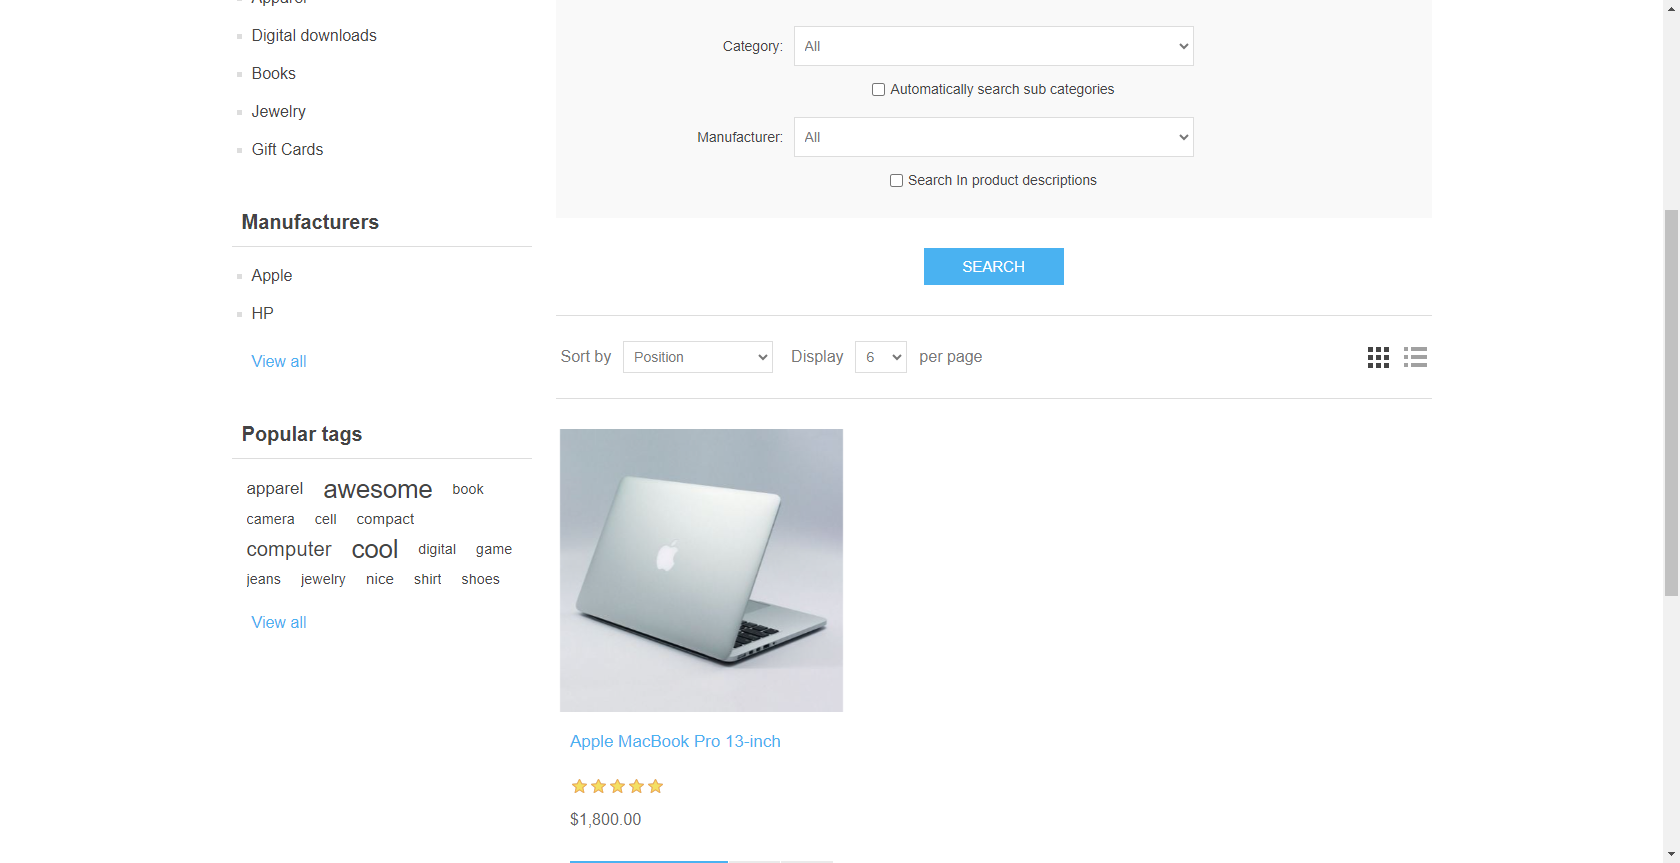 Digital downloads
Books
Jewelry
Gift Cards
Manufacturers
Apple
HP
View all
Popular tags
apparel awesome book
camera cell compact
computer cool digital game
jeans jewelry nice shirt shoes
View all
Category: All
Automatically search sub categories
Manufacturer: All
Search In product descriptions
SEARCH
Sort by Position Display 6 per page
Apple MacBook Pro 13-inch
$1,800.00